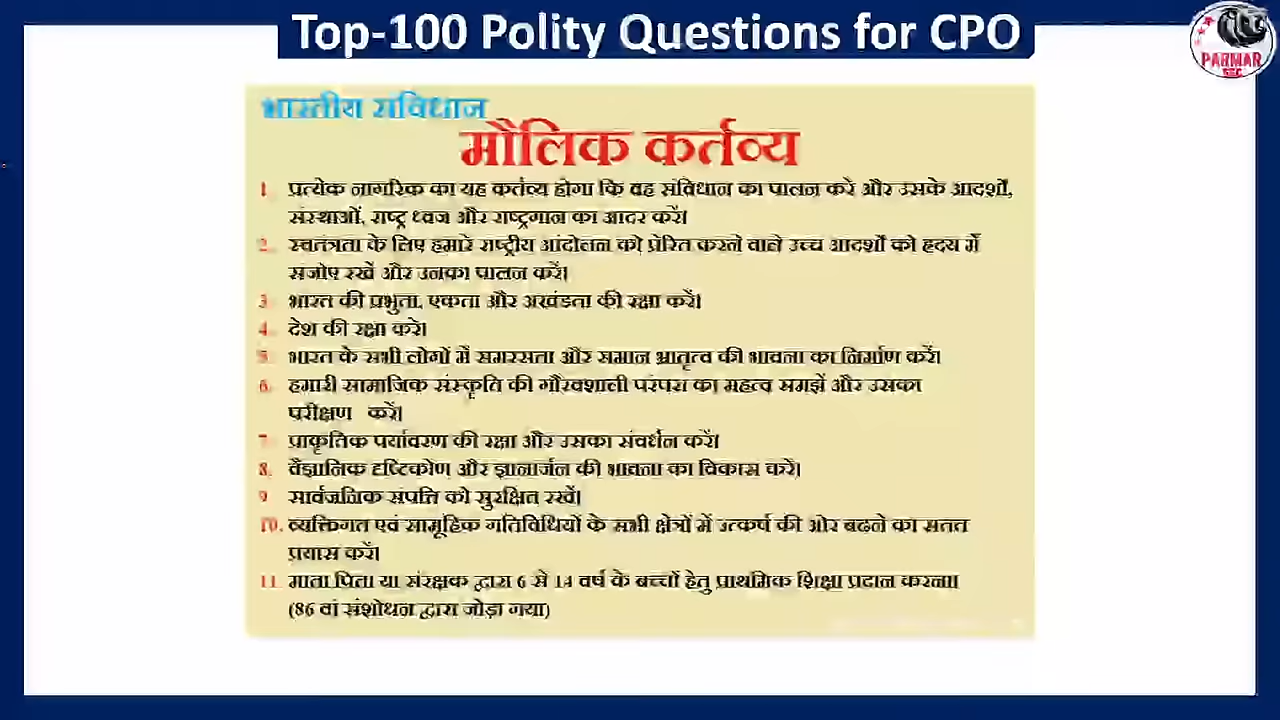 Top-100 Polity Questions for CPO
PARMAR
SSC
भारतीय संविधान
मौलिक कर्तव्य
1. प्रत्येक नागरिक का यह कर्तव्य होगा कि वह संविधान का पालन करे और उसके आदर्शों,
संस्थाओं, राष्ट्र ध्वज और राष्ट्रगान का आदर करें।
2. स्वतंत्रता के लिए हमारे राष्ट्रीय आंदोलन को प्रेरित करने वाले उच्च आदर्शों को हृदय में
संजोए रखें और उनका पालन करें।
3. भारत की प्रभुता, एकता और अखंडता की रक्षा करें।
4. देश की रक्षा करे।
5. भारत के सभी लोगों में समरसता और समान भ्रातृत्व की भावना का निर्माण करें।
6. हमारी सामाजिक संस्कृति की गौरवशाली परंपरा का महत्व समझें और उसका
परीक्षण करें।
7. प्राकृतिक पर्यावरण की रक्षा और उसका संवर्धन करें।
8. वैज्ञानिक दृष्टिकोण और ज्ञानार्जन की भावना का विकास करें।
9. सार्वजनिक संपत्ति को सुरक्षित रखें।
10. व्यक्तिगत एवं सामूहिक गतिविधियों के सभी क्षेत्रों में उत्कर्ष की ओर बढने का सतत
प्रयास करें।
11. माता पिता या संरक्षक द्वारा 6 से 14 वर्ष के बच्चों हेतु प्राथमिक शिक्षा प्रदान करना।
(86 वां संशोधन द्वारा जोड़ा गया)